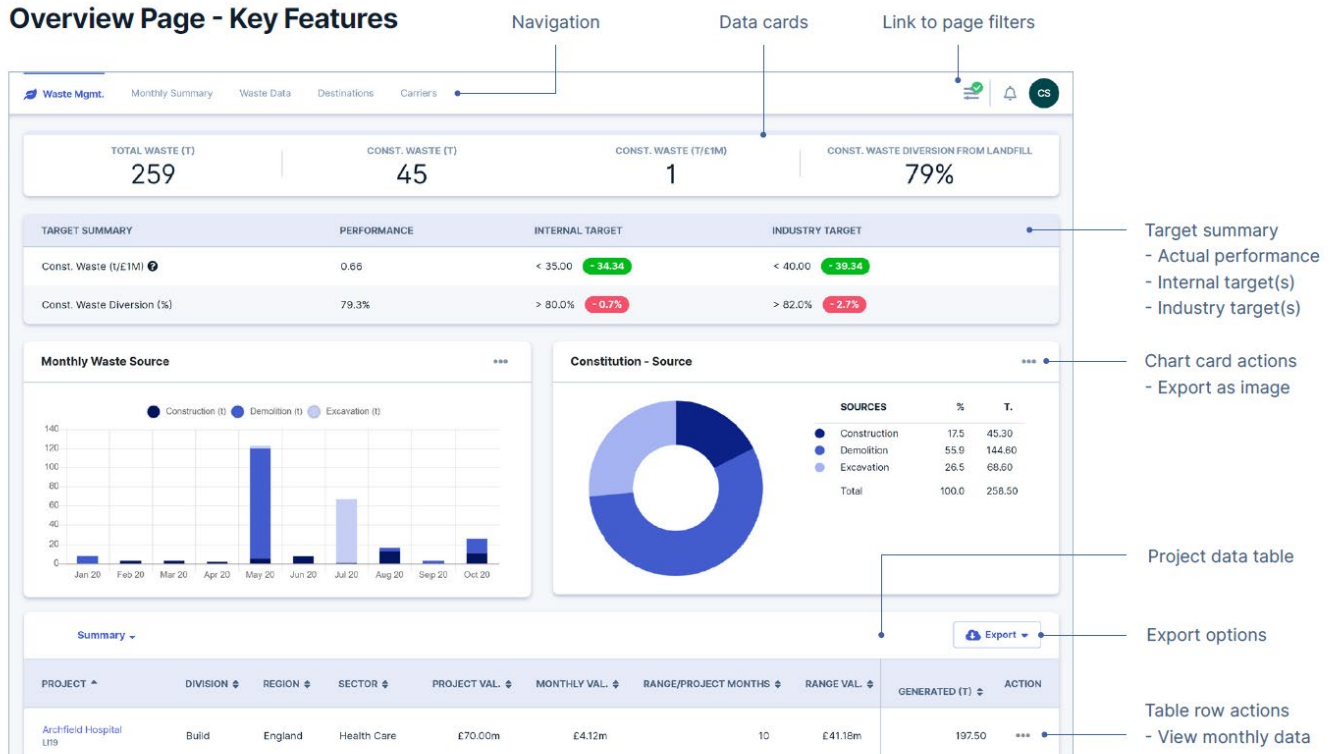 Overview Page - Key Features
Navigation
Data cards
Link to page filters
Waste Mgmt.
Monthly Summary
Waste Data
Destinations
Carriers
CS
TOTAL WASTE (T)
259
CONST. WASTE (T)
45
CONST. WASTE (T/£1M)
1
CONST. WASTE DIVERSION FROM LANDFILL
79%
TARGET SUMMARY PERFORMANCE INTERNAL TARGET INDUSTRY TARGET
Const. Waste (t/£1M) ? 0.66 < 35.00 - 34.34 < 40.00 - 39.34
Const. Waste Diversion (%) 79.3% > 80.0% - 0.7% > 82.0% - 2.7%
Target summary
- Actual performance
- Internal target(s)
- Industry target(s)
Monthly Waste Source
Construction (t) Demolition (t) Excavation (t)
140
120
100
80
60
40
20
0
Jan 20 Feb 20 Mar 20 Apr 20 May 20 Jun 20 Jul 20 Aug 20 Sep 20 Oct 20
Constitution - Source
SOURCES % T.
Construction 17.5 45.30
Demolition 55.9 144.60
Excavation 26.5 68.60
Total 100.0 258.50
Chart card actions
- Export as image
Project data table
Summary
Export
Export options
PROJECT DIVISION REGION SECTOR PROJECT VAL. MONTHLY VAL. RANGE/PROJECT MONTHS RANGE VAL. GENERATED (T) ACTION
Archfield Hospital Build England Health Care £70.00m £4.12m 10 £41.18m 197.50
LI19
Table row actions
- View monthly data